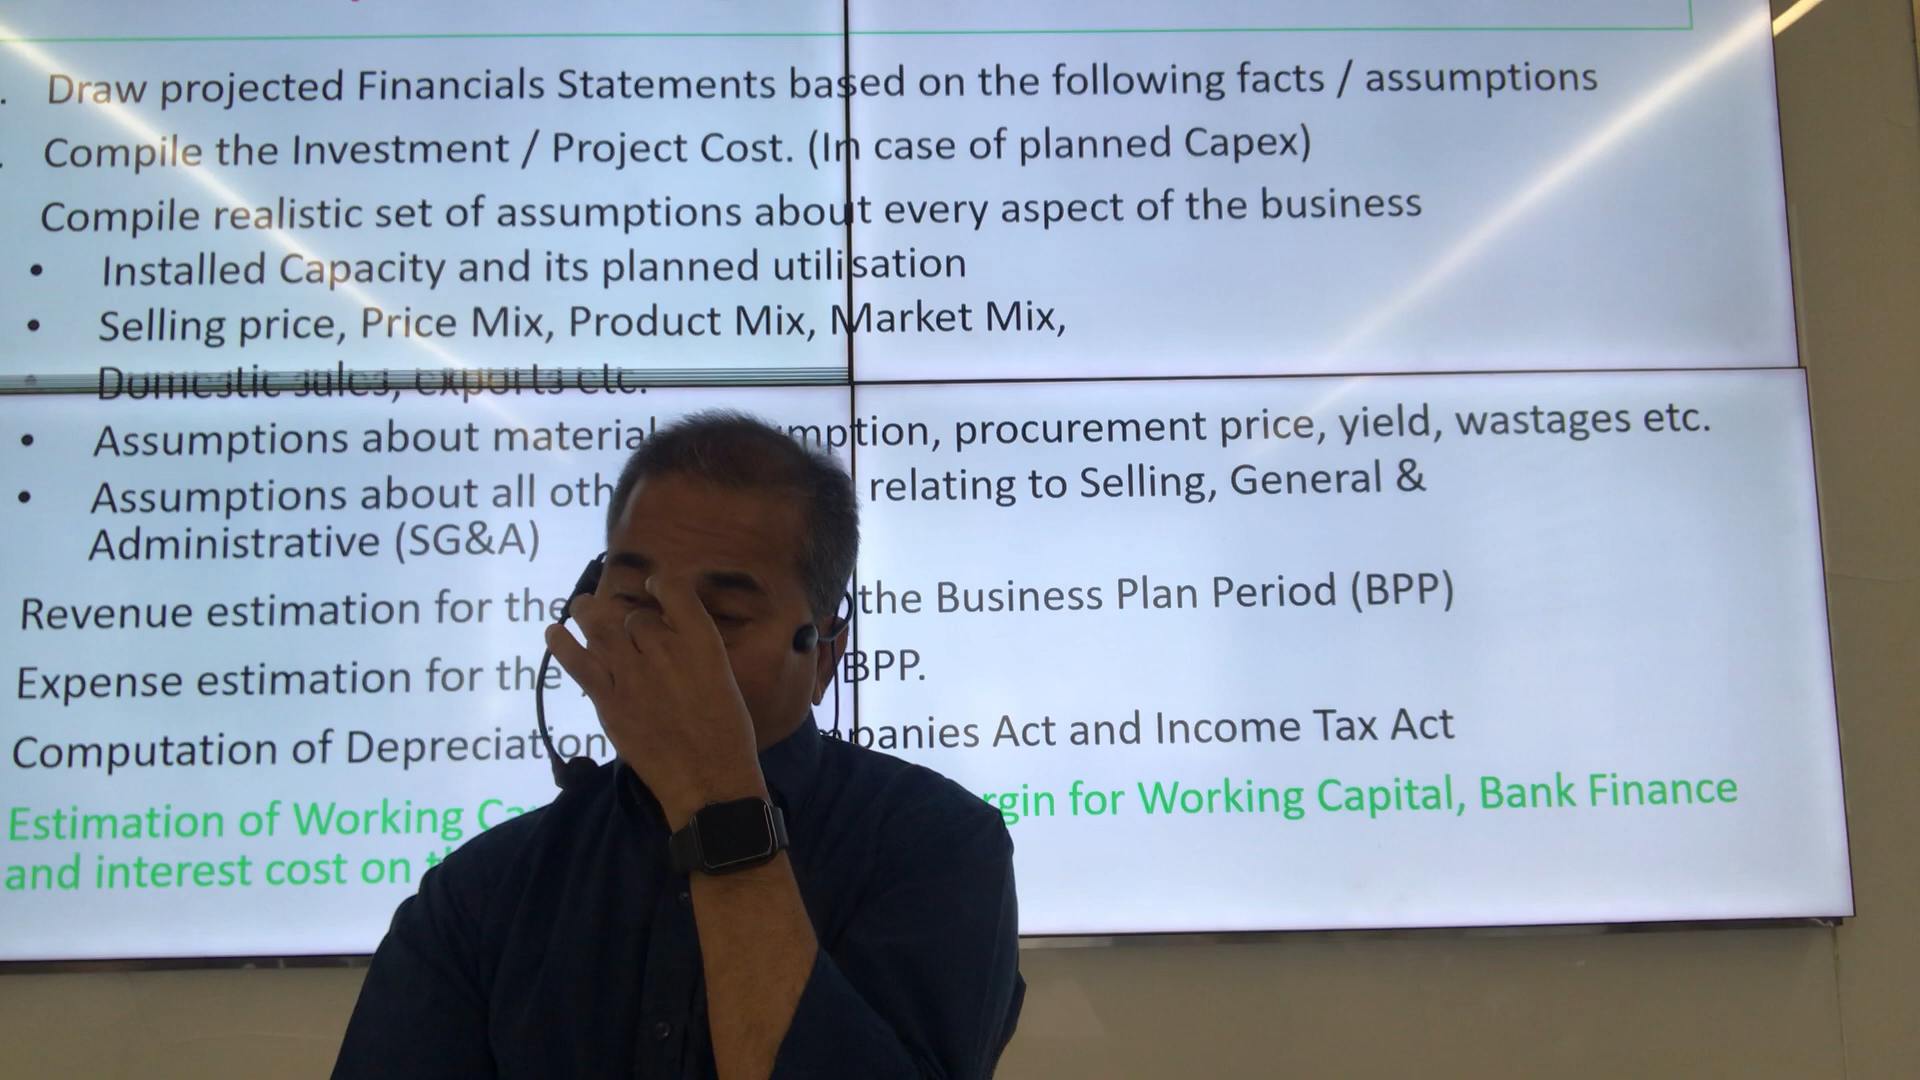 Draw projected Financials Statements based on the following facts / assumptions
Compile the Investment / Project Cost. (In case of planned Capex)
Compile realistic set of assumptions about every aspect of the business
• Installed Capacity and its planned utilisation
• Selling price, Price Mix, Product Mix, Market Mix,
Domestic sales, exports etc.
• Assumptions about material mption, procurement price, yield, wastages etc.
• Assumptions about all oth relating to Selling, General &
Administrative (SG&A)
Revenue estimation for the the Business Plan Period (BPP)
Expense estimation for the BPP.
Computation of Depreciation panies Act and Income Tax Act
Estimation of Working Ca rgin for Working Capital, Bank Finance
and interest cost on